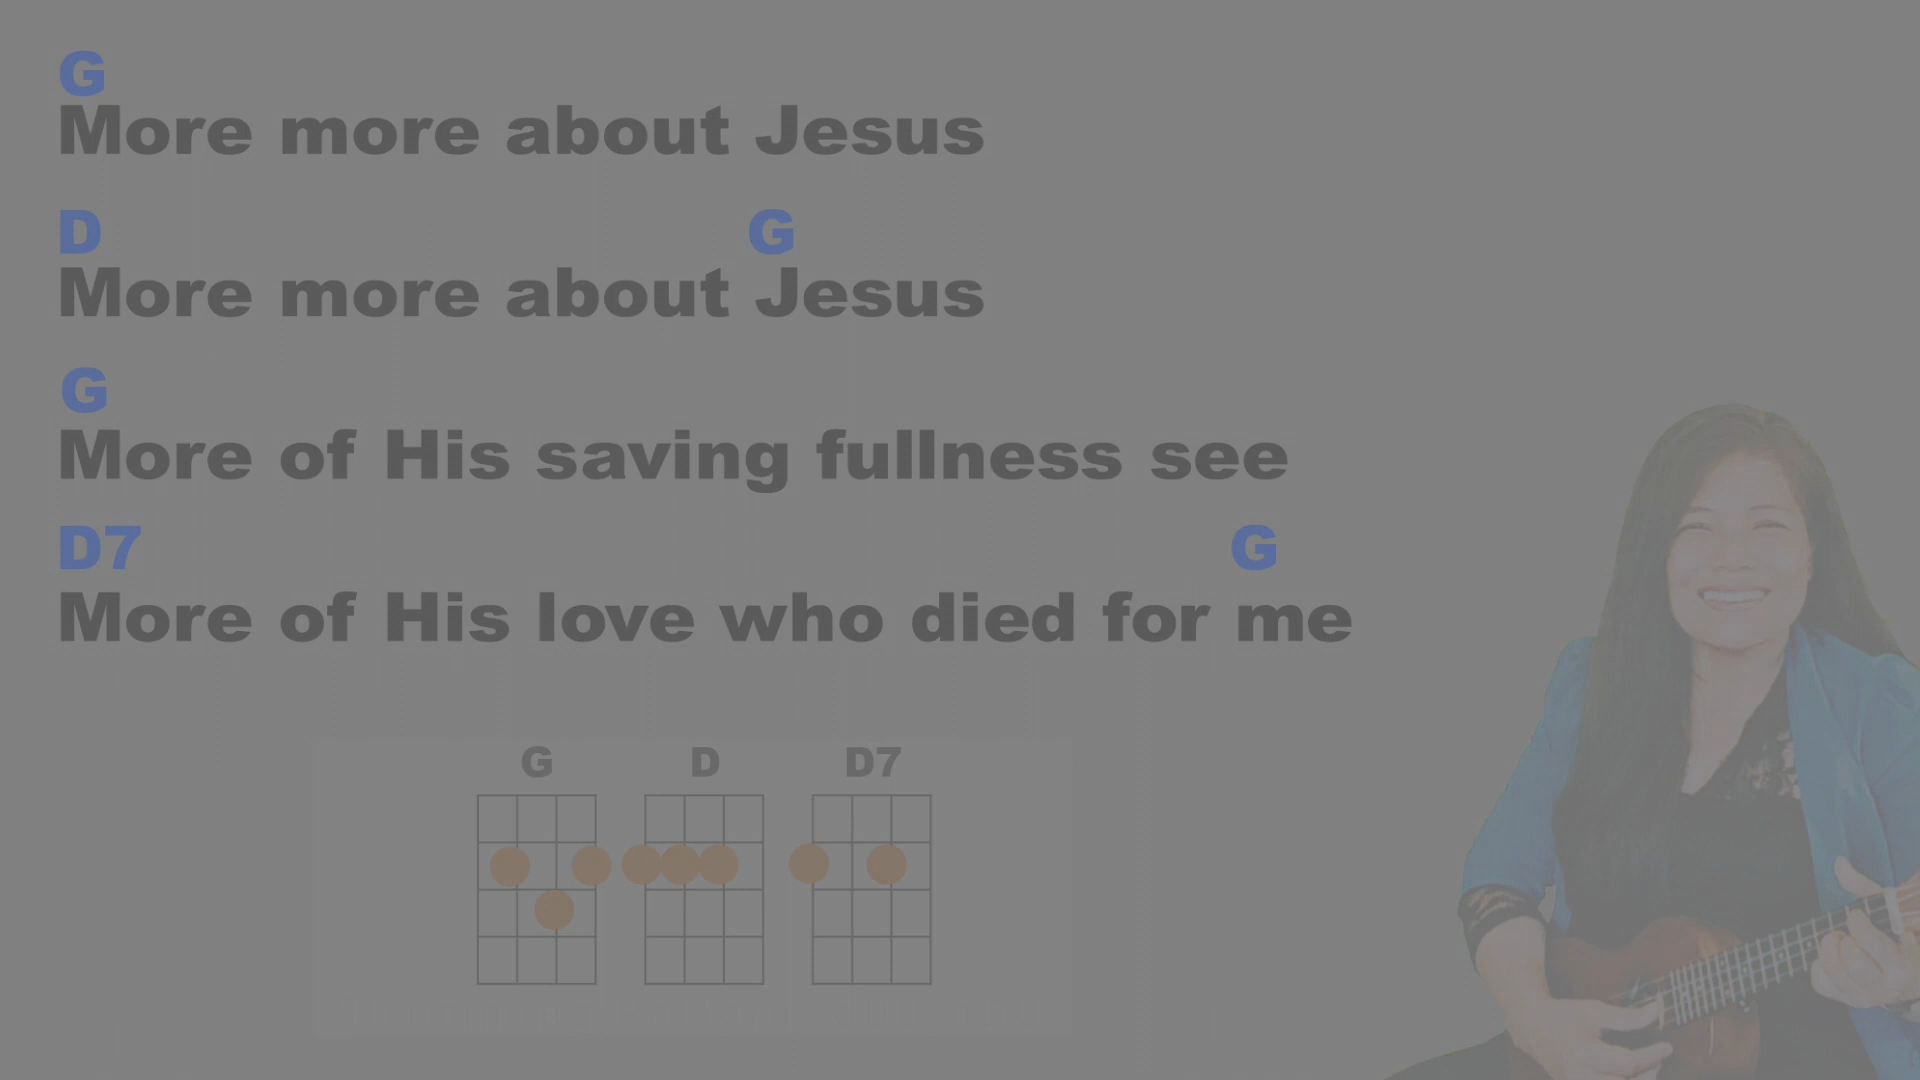 G
More more about Jesus
D G
More more about Jesus
G
More of His saving fullness see
D7 G
More of His love who died for me
G D D7